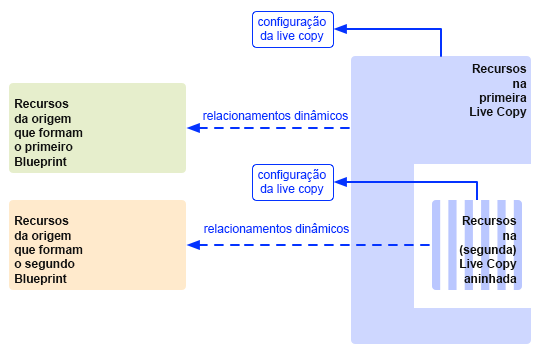 configuração
da live copy
Recursos
na
primeira
Live Copy
Recursos
da origem
que formam
o primeiro
Blueprint
relacionamentos dinâmicos
configuração
da live copy
Recursos
da origem
que formam
o segundo
Blueprint
relacionamentos dinâmicos
Recursos
na
(segunda)
Live Copy
aninhada